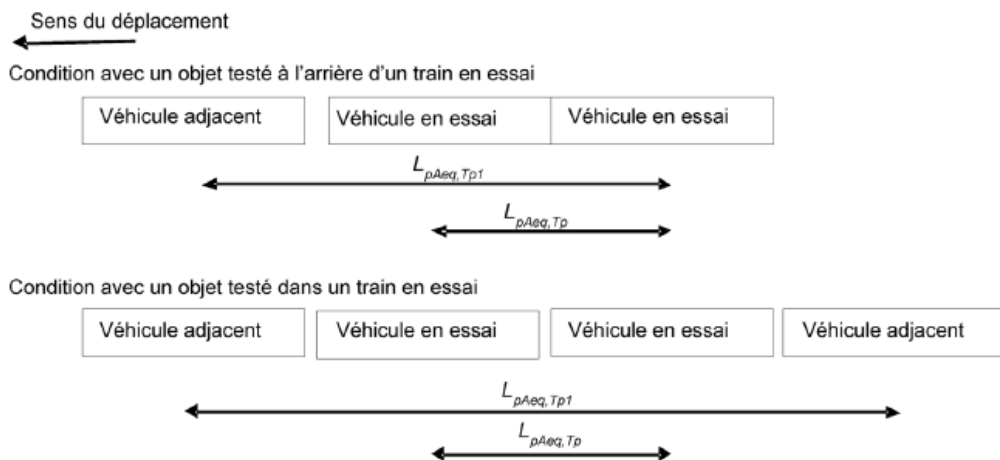 Sens du déplacement
Condition avec un objet testé à l'arrière d'un train en essai
Véhicule adjacent Véhicule en essai Véhicule en essai
LpAeq,Tp1
LpAeq,Tp
Condition avec un objet testé dans un train en essai
Véhicule adjacent Véhicule en essai Véhicule en essai Véhicule adjacent
LpAeq,Tp1
LpAeq,Tp